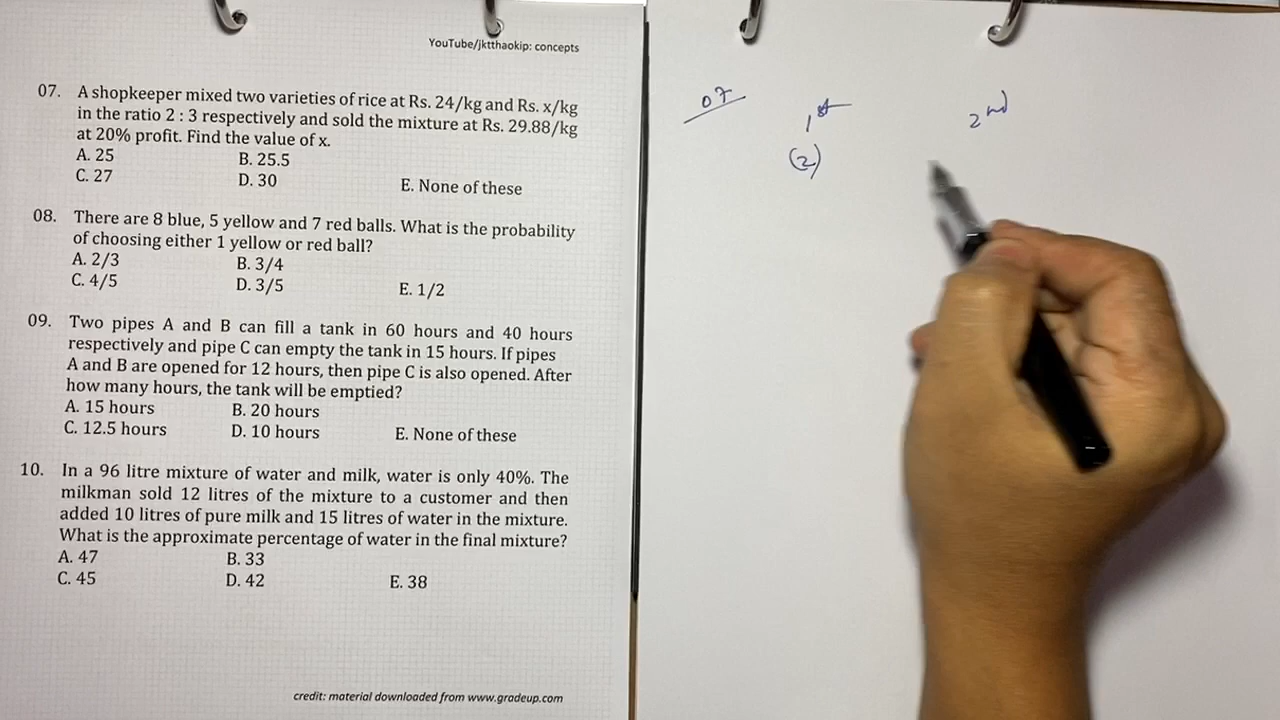 YouTube/jktthaokip: concepts
07. A shopkeeper mixed two varieties of rice at Rs. 24/kg and Rs. x/kg
in the ratio 2 : 3 respectively and sold the mixture at Rs. 29.88/kg
at 20% profit. Find the value of x.
A. 25 B. 25.5
C. 27 D. 30 E. None of these
08. There are 8 blue, 5 yellow and 7 red balls. What is the probability
of choosing either 1 yellow or red ball?
A. 2/3 B. 3/4
C. 4/5 D. 3/5 E. 1/2
09. Two pipes A and B can fill a tank in 60 hours and 40 hours
respectively and pipe C can empty the tank in 15 hours. If pipes
A and B are opened for 12 hours, then pipe C is also opened. After
how many hours, the tank will be emptied?
A. 15 hours B. 20 hours
C. 12.5 hours D. 10 hours E. None of these
10. In a 96 litre mixture of water and milk, water is only 40%. The
milkman sold 12 litres of the mixture to a customer and then
added 10 litres of pure milk and 15 litres of water in the mixture.
What is the approximate percentage of water in the final mixture?
A. 47 B. 33
C. 45 D. 42 E. 38
credit: material downloaded from www.gradeup.com
07
1st 2nd
(2)